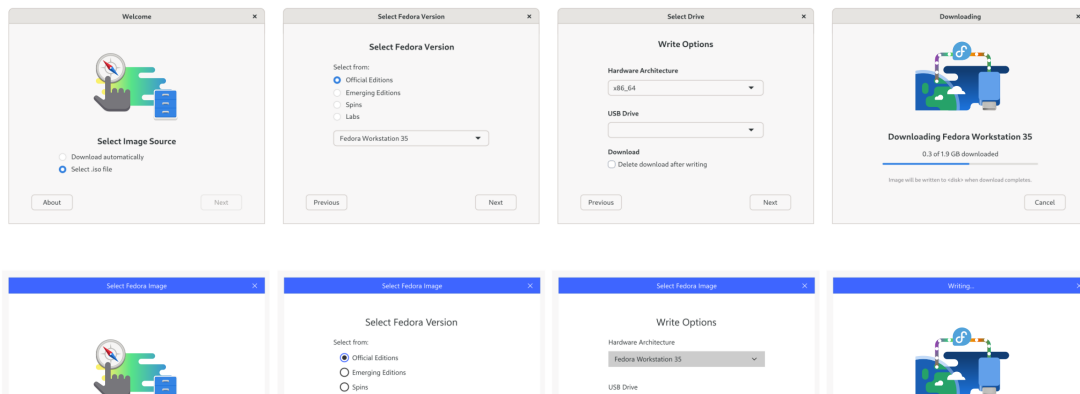 Welcome ×
Select Image Source
Download automatically
Select .iso file
About Next
Select Fedora Version ×
Select Fedora Version
Select from:
Official Editions
Emerging Editions
Spins
Labs
Fedora Workstation 35
Previous Next
Select Drive ×
Write Options
Hardware Architecture
x86_64
USB Drive
Download
Delete download after writing
Previous Next
Downloading ×
Downloading Fedora Workstation 35
0.3 of 1.9 GB downloaded
Image will be written to <disk> when download completes.
Cancel
Select Fedora Image ×
Select Fedora Image ×
Select Fedora Version
Select from:
Official Editions
Emerging Editions
Spins
Select Fedora Image ×
Write Options
Hardware Architecture
Fedora Workstation 35
USB Drive
Writing... ×